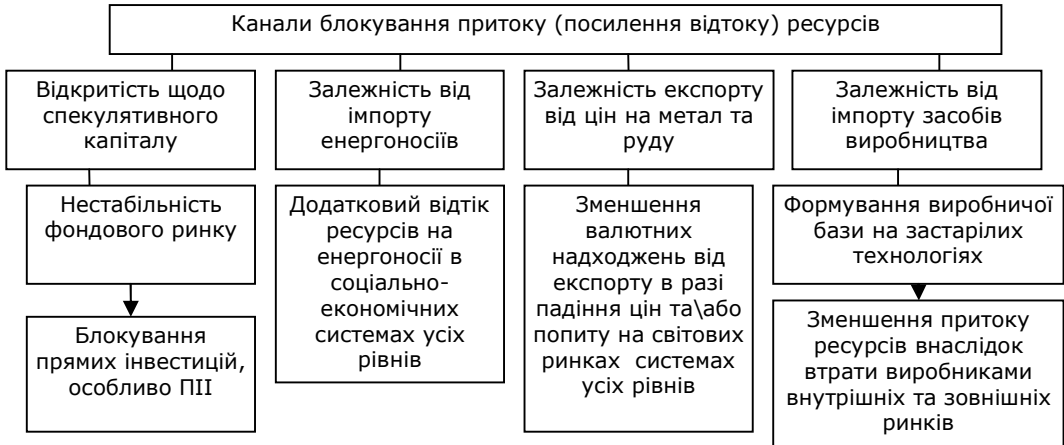 Канали блокування притоку (посилення відтоку) ресурсів
Відкритість щодо
спекулятивного
капіталу
Залежність від
імпорту
енергоносіїв
Залежність експорту
від цін на метал та
руду
Залежність від
імпорту засобів
виробництва
Нестабільність
фондового ринку
Додатковий відтік
ресурсів на
енергоносії в
соціально-
економічних
системах усіх
рівнів
Зменшення
валютних
надходжень від
експорту в разі
падіння цін та\або
попиту на світових
ринках системах
усіх рівнів
Формування виробничої
бази на застарілих
технологіях
Блокування
прямих інвестицій,
особливо ПІІ
Зменшення притоку
ресурсів внаслідок
втрати виробниками
внутрішніх та зовнішніх
ринків